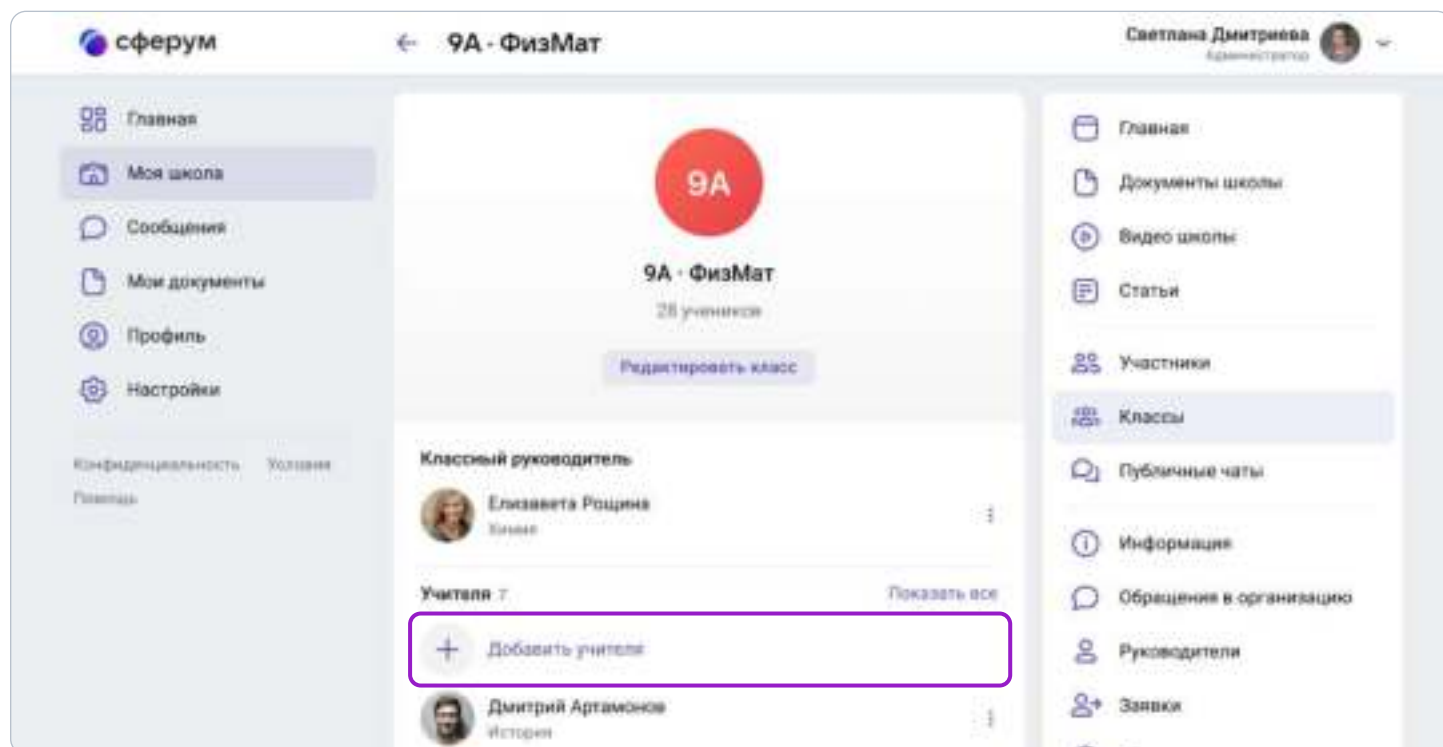 сферум
← 9А · ФизМат
Светлана Дмитриева
Администратор
Главная
Моя школа
Сообщения
Мои документы
Профиль
Настройки
Конфиденциальность Условия
Помощь
9А
9А · ФизМат
28 учеников
Редактировать класс
Классный руководитель
Елизавета Рощина
Химия
Учителя 7 Показать все
+ Добавить учителя
Дмитрий Артамонов
История
Главная
Документы школы
Видео школы
Статьи
Участники
Классы
Публичные чаты
Информация
Обращения в организацию
Руководители
Заявки